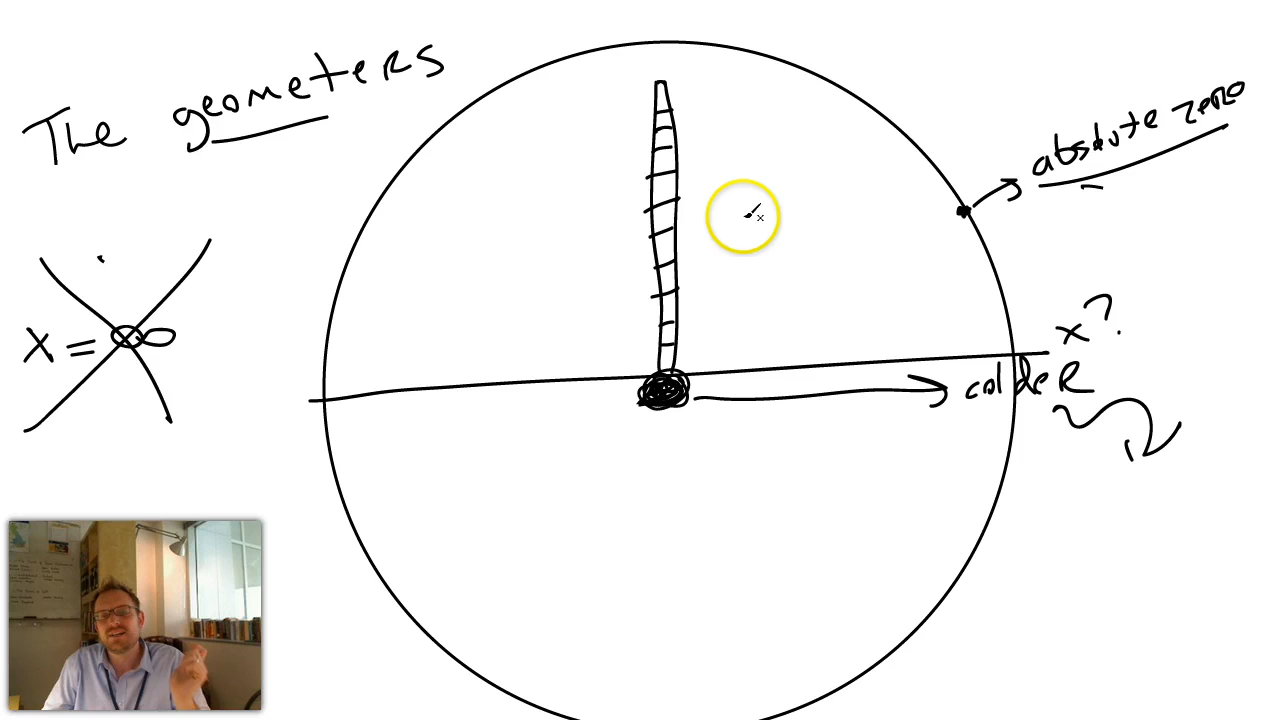 The geometers
absolute zero
x?
x = ∞
colder